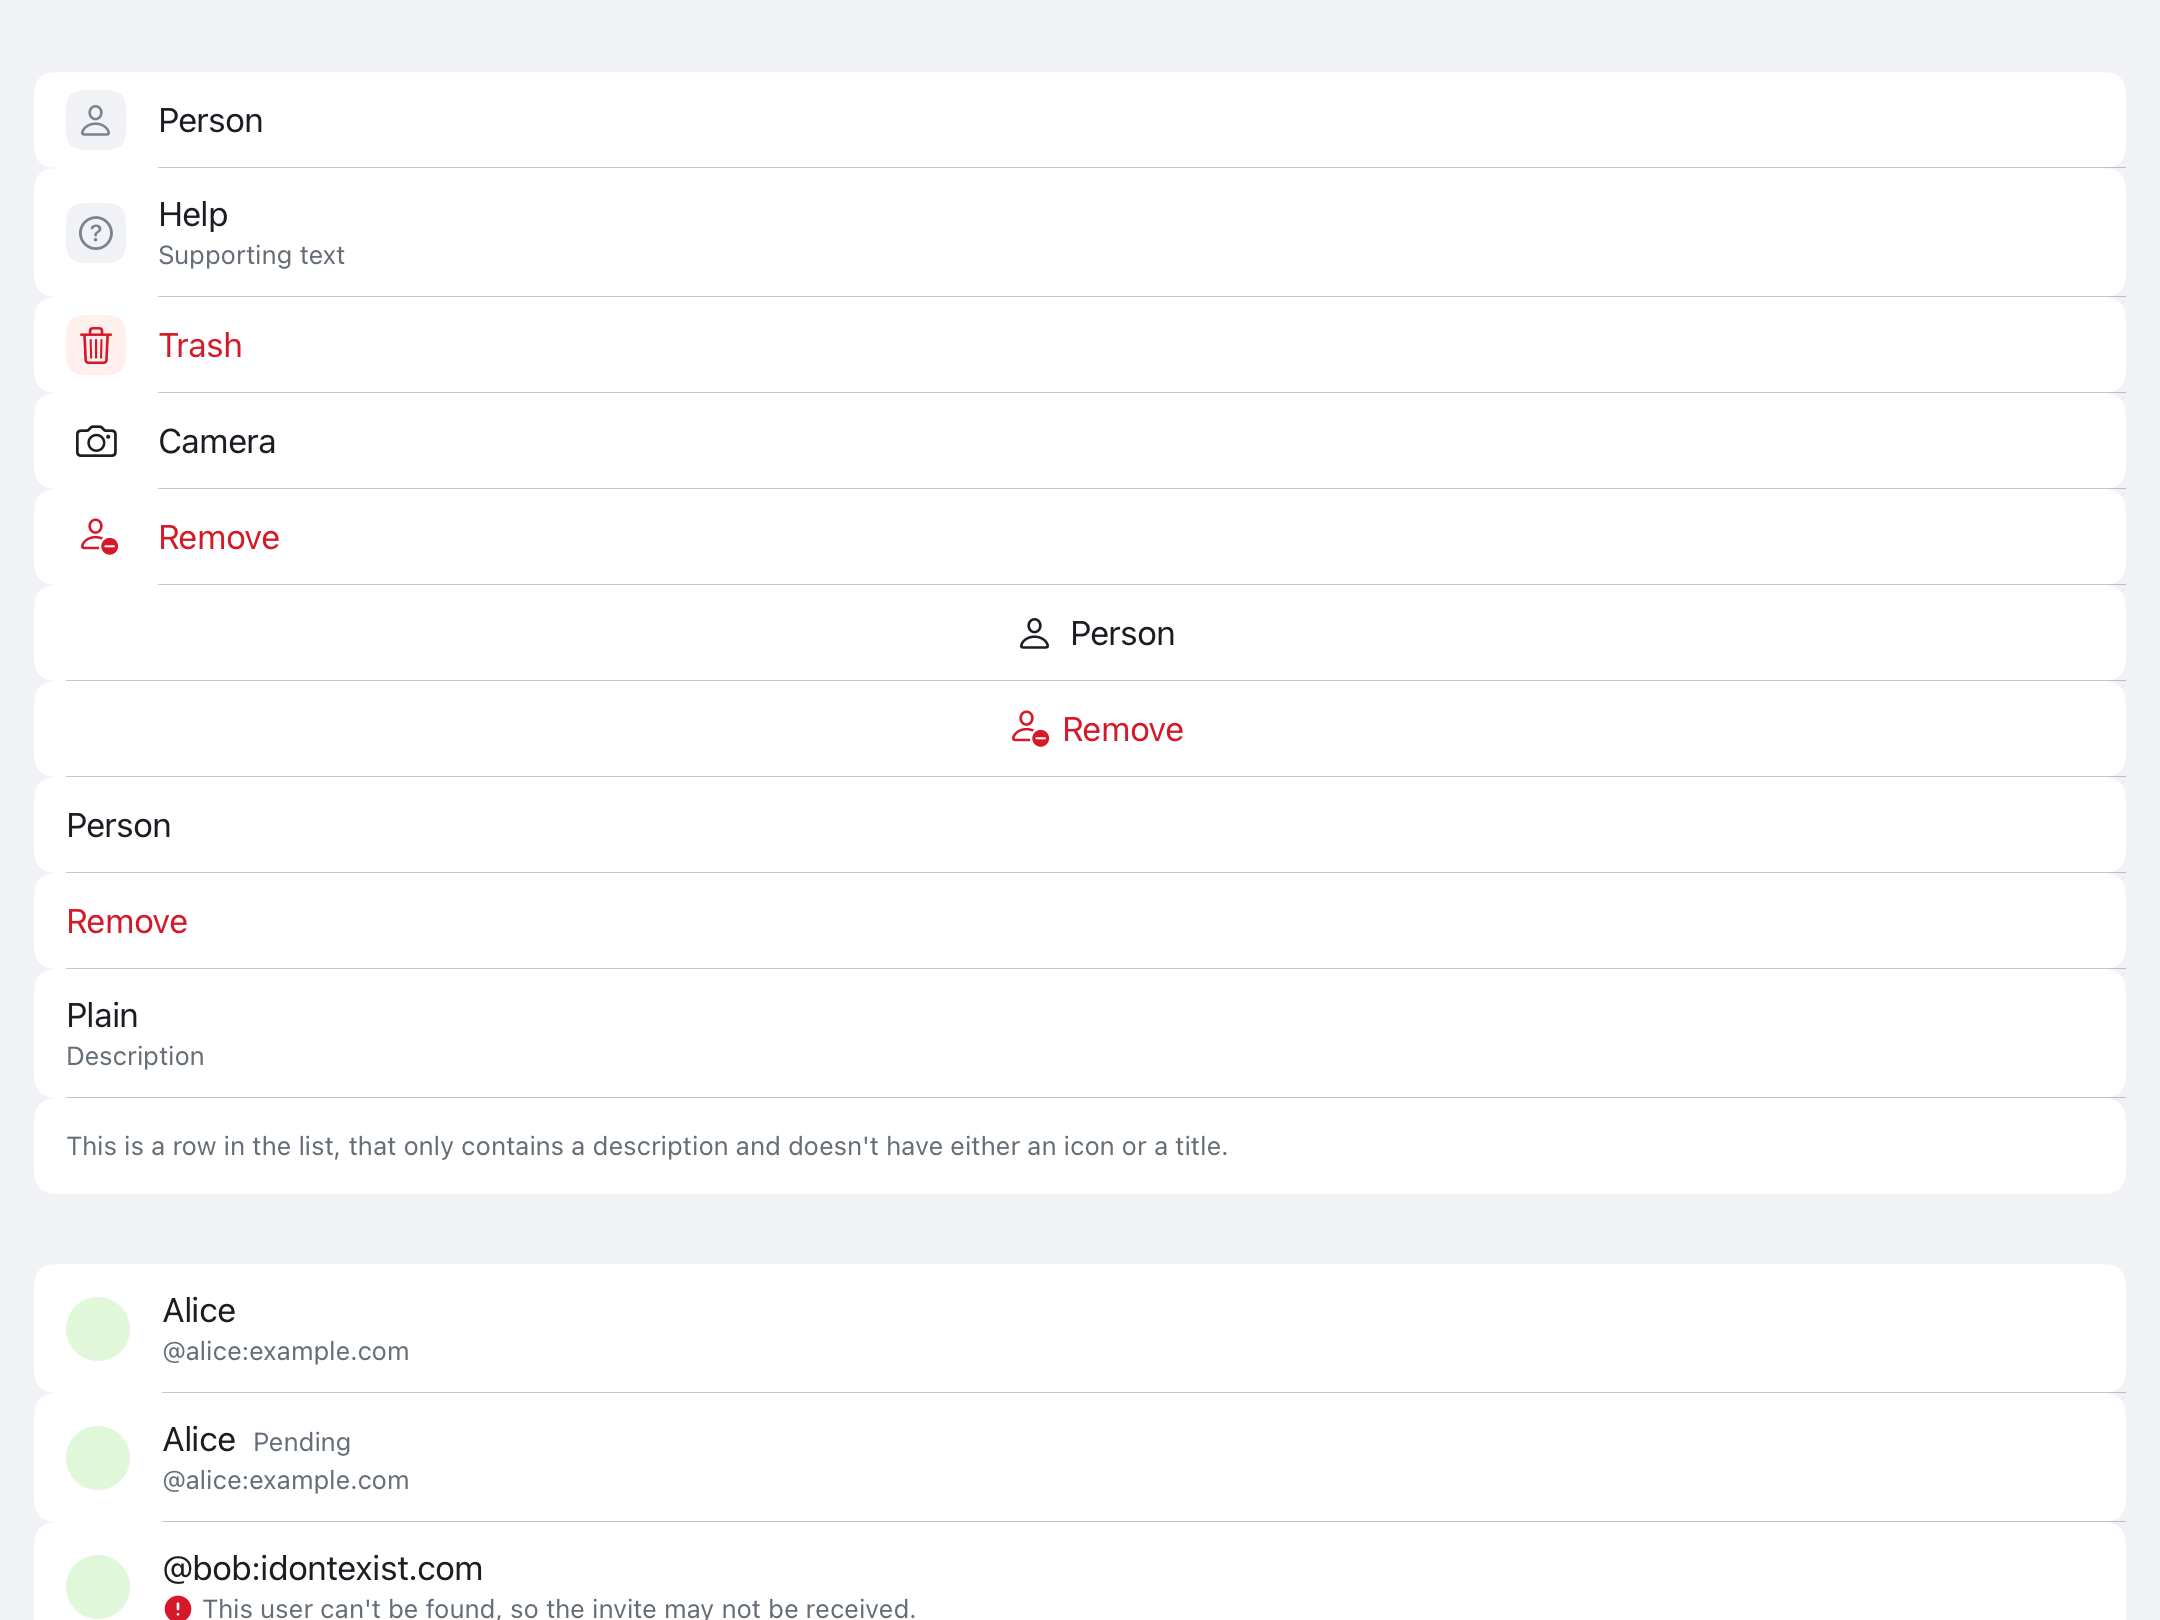 Person
Help
Supporting text
Trash
Camera
Remove
Person
Remove
Person
Remove
Plain
Description
This is a row in the list, that only contains a description and doesn't have either an icon or a title.
Alice
@alice:example.com
Alice Pending
@alice:example.com
@bob:idontexist.com
This user can't be found, so the invite may not be received.